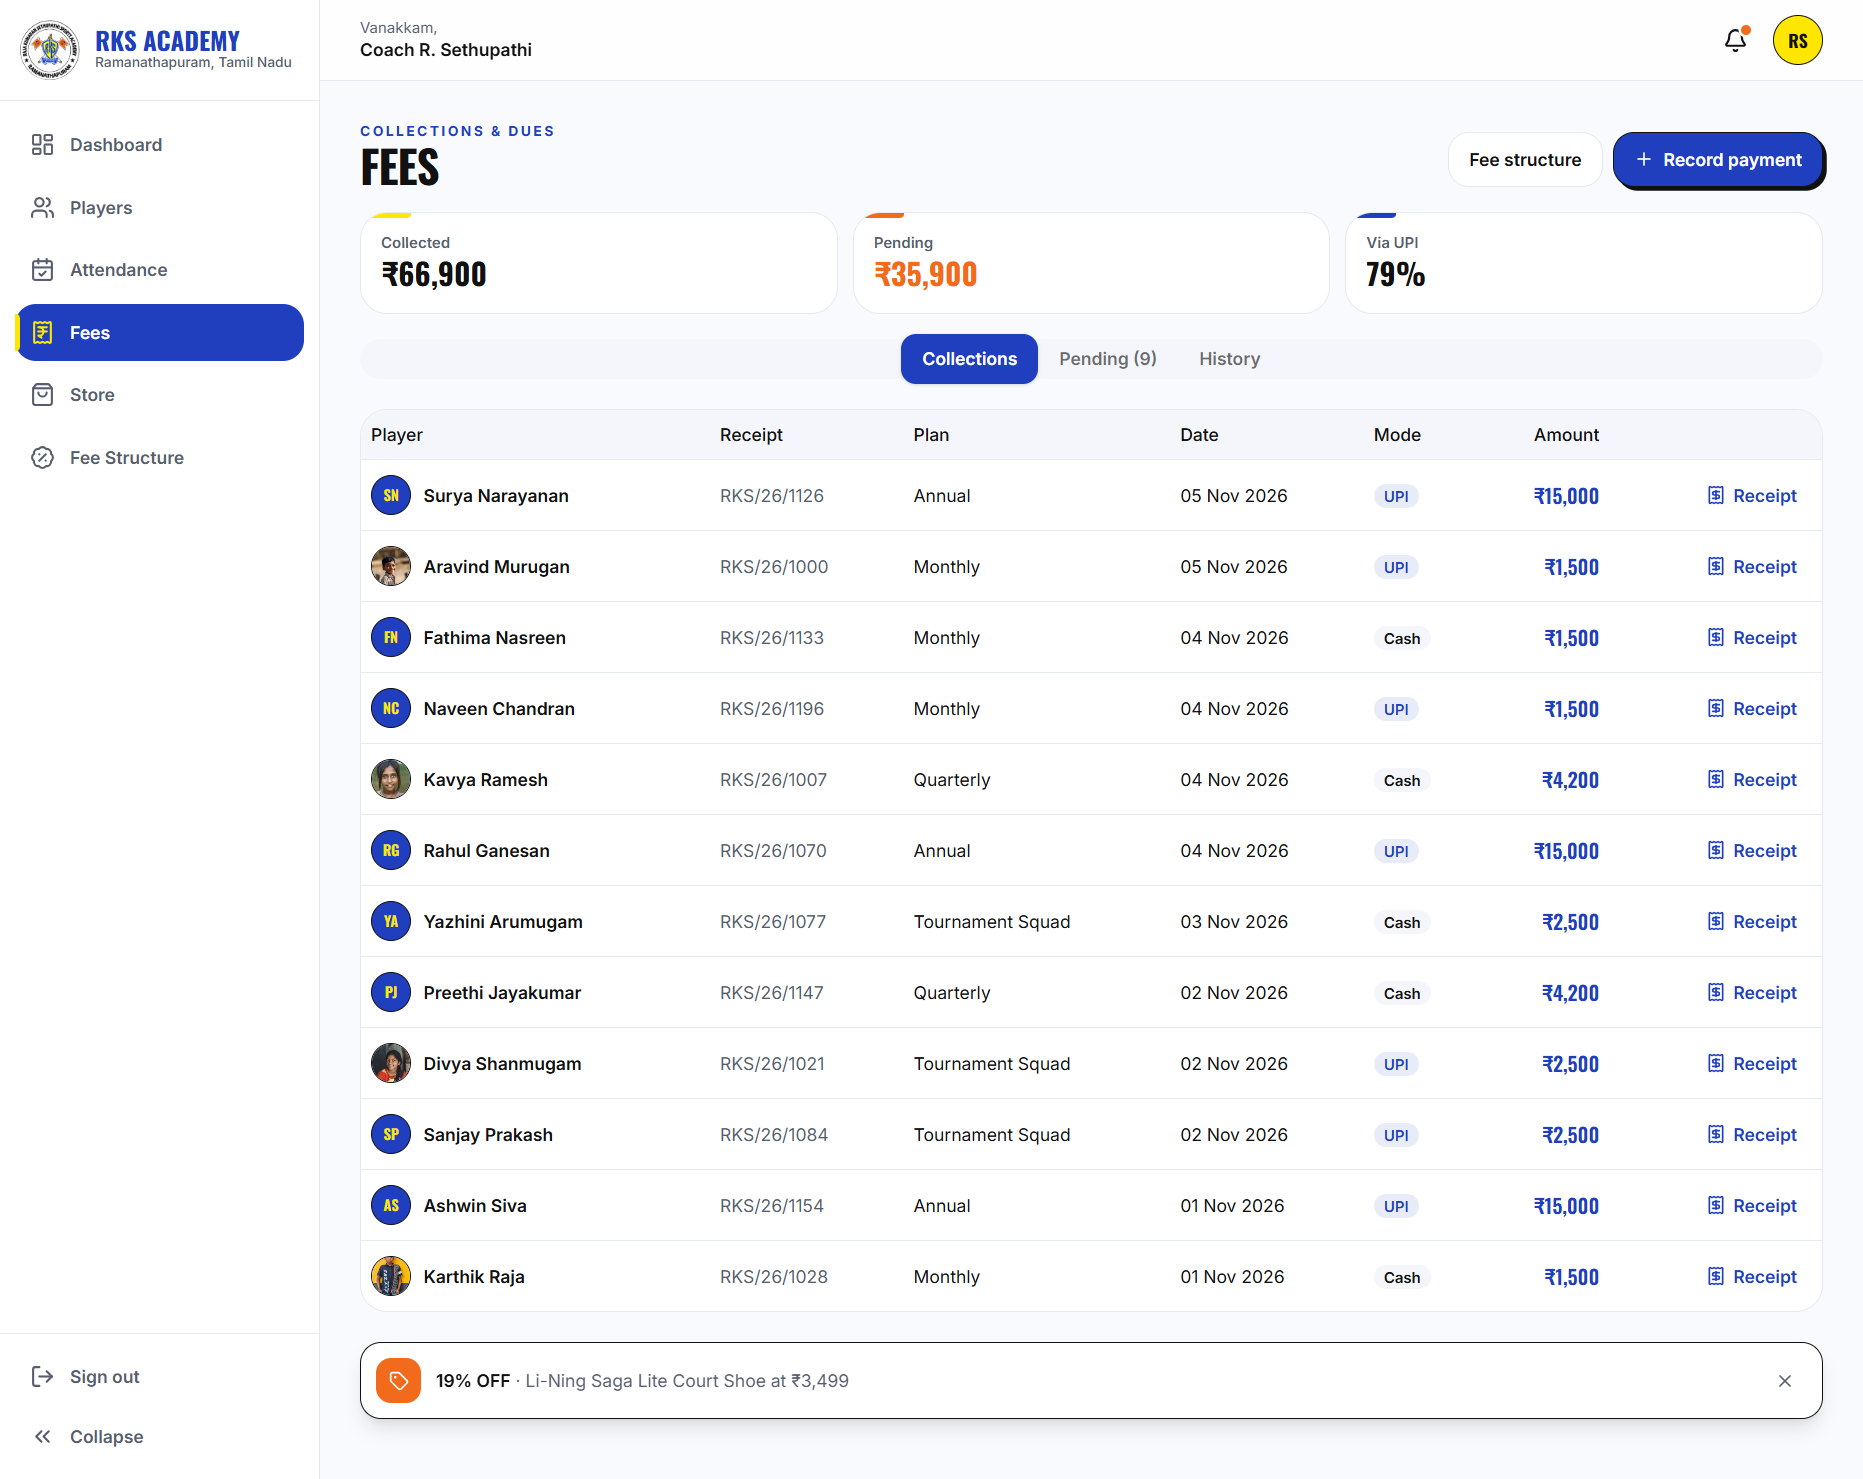 RKS ACADEMY
Ramanathapuram, Tamil Nadu
Dashboard
Players
Attendance
Fees
Store
Fee Structure
Sign out
Collapse
Vanakkam,
Coach R. Sethupathi
RS
COLLECTIONS & DUES
FEES
Fee structure
Record payment
Collected
₹66,900
Pending
₹35,900
Via UPI
79%
Collections Pending (9) History
Player Receipt Plan Date Mode Amount
SN Surya Narayanan RKS/26/1126 Annual 05 Nov 2026 UPI ₹15,000 Receipt
Aravind Murugan RKS/26/1000 Monthly 05 Nov 2026 UPI ₹1,500 Receipt
FN Fathima Nasreen RKS/26/1133 Monthly 04 Nov 2026 Cash ₹1,500 Receipt
NC Naveen Chandran RKS/26/1196 Monthly 04 Nov 2026 UPI ₹1,500 Receipt
Kavya Ramesh RKS/26/1007 Quarterly 04 Nov 2026 Cash ₹4,200 Receipt
RG Rahul Ganesan RKS/26/1070 Annual 04 Nov 2026 UPI ₹15,000 Receipt
YA Yazhini Arumugam RKS/26/1077 Tournament Squad 03 Nov 2026 Cash ₹2,500 Receipt
PJ Preethi Jayakumar RKS/26/1147 Quarterly 02 Nov 2026 Cash ₹4,200 Receipt
Divya Shanmugam RKS/26/1021 Tournament Squad 02 Nov 2026 UPI ₹2,500 Receipt
SP Sanjay Prakash RKS/26/1084 Tournament Squad 02 Nov 2026 UPI ₹2,500 Receipt
AS Ashwin Siva RKS/26/1154 Annual 01 Nov 2026 UPI ₹15,000 Receipt
Karthik Raja RKS/26/1028 Monthly 01 Nov 2026 Cash ₹1,500 Receipt
19% OFF · Li-Ning Saga Lite Court Shoe at ₹3,499